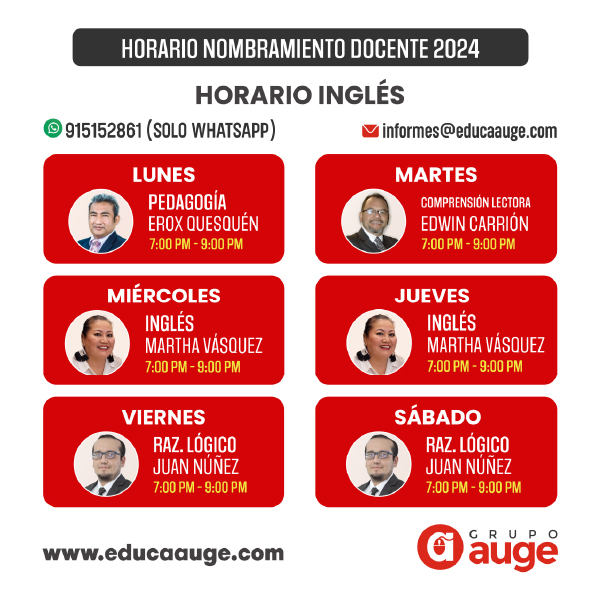 HORARIO NOMBRAMIENTO DOCENTE 2024
HORARIO INGLÉS
915152861 (SOLO WHATSAPP)
informes@educaauge.com
LUNES
PEDAGOGÍA
EROX QUESQUÉN
7:00 PM - 9:00 PM
MARTES
COMPRENSIÓN LECTORA
EDWIN CARRIÓN
7:00 PM - 9:00 PM
MIÉRCOLES
INGLÉS
MARTHA VÁSQUEZ
7:00 PM - 9:00 PM
JUEVES
INGLÉS
MARTHA VÁSQUEZ
7:00 PM - 9:00 PM
VIERNES
RAZ. LÓGICO
JUAN NÚÑEZ
7:00 PM - 9:00 PM
SÁBADO
RAZ. LÓGICO
JUAN NÚÑEZ
7:00 PM - 9:00 PM
www.educaauge.com
GRUPO
auge